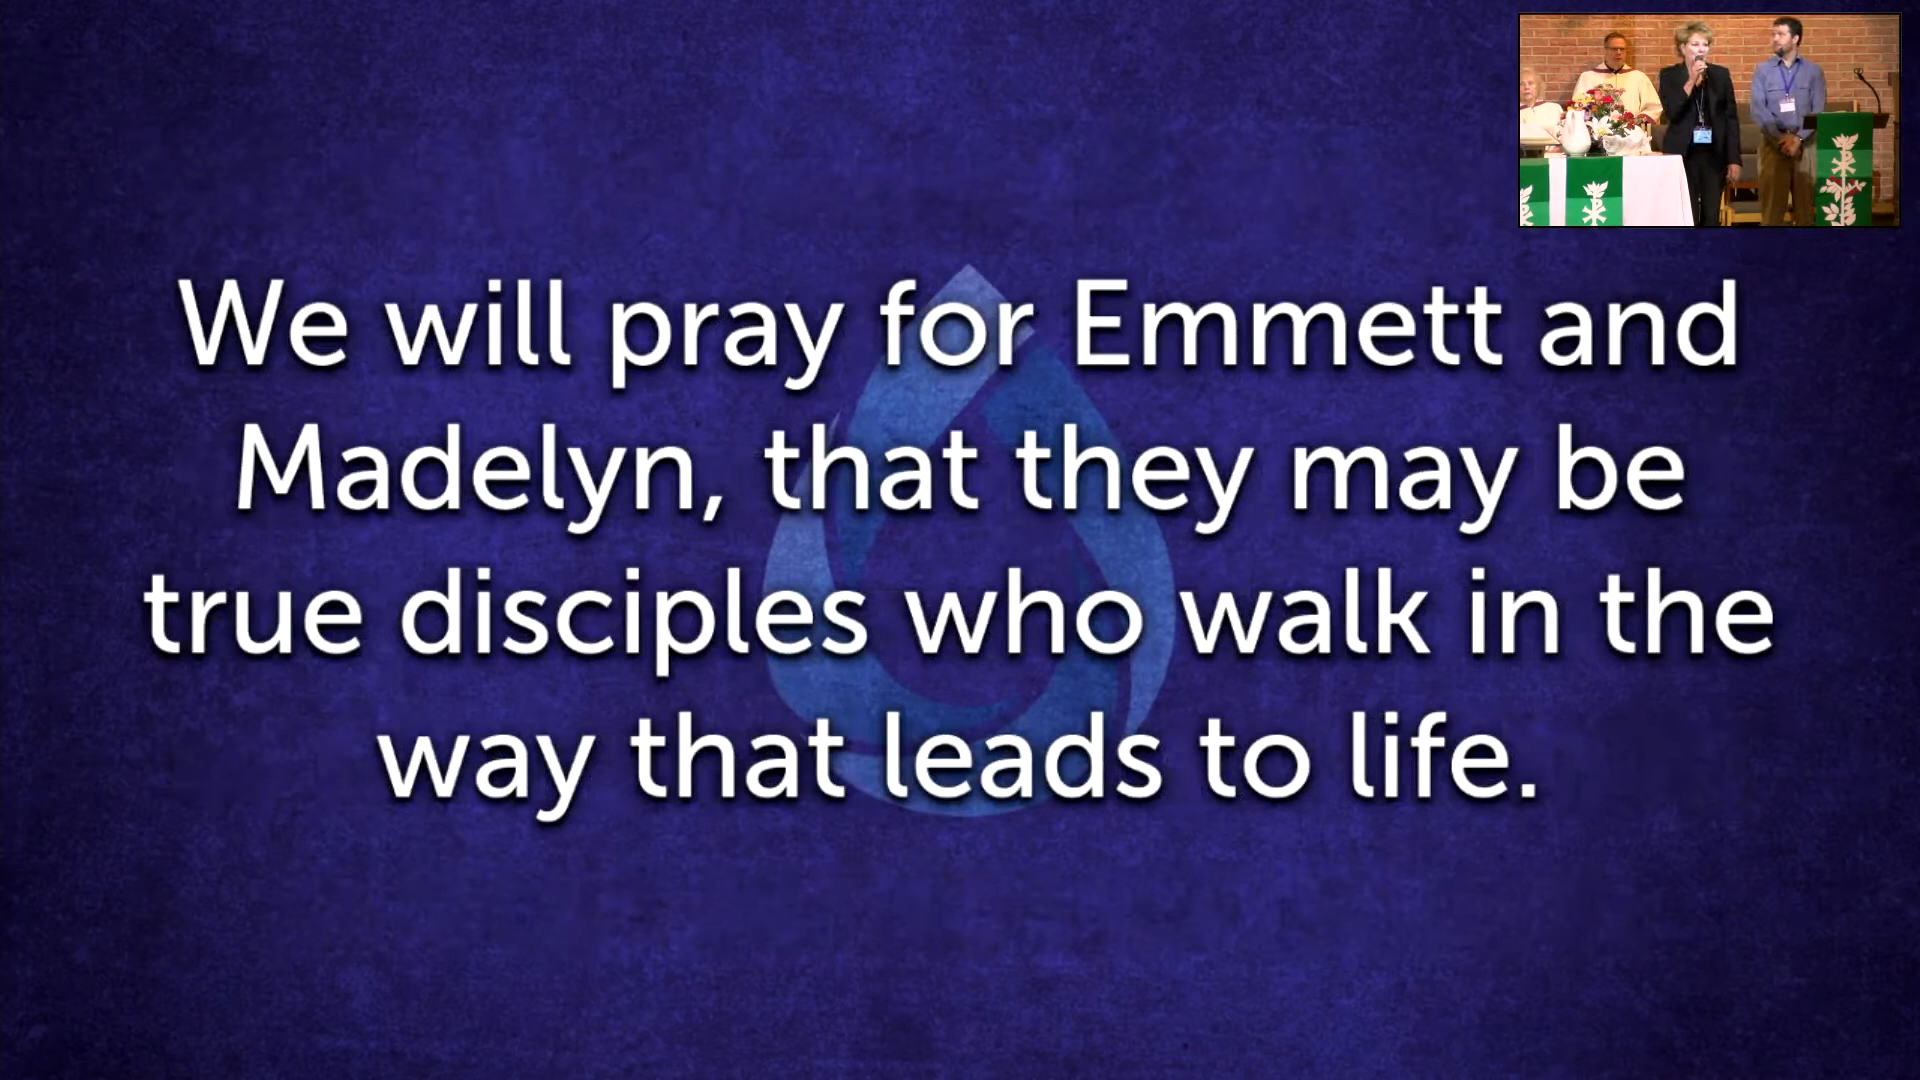 We will pray for Emmett and
Madelyn, that they may be
true disciples who walk in the
way that leads to life.